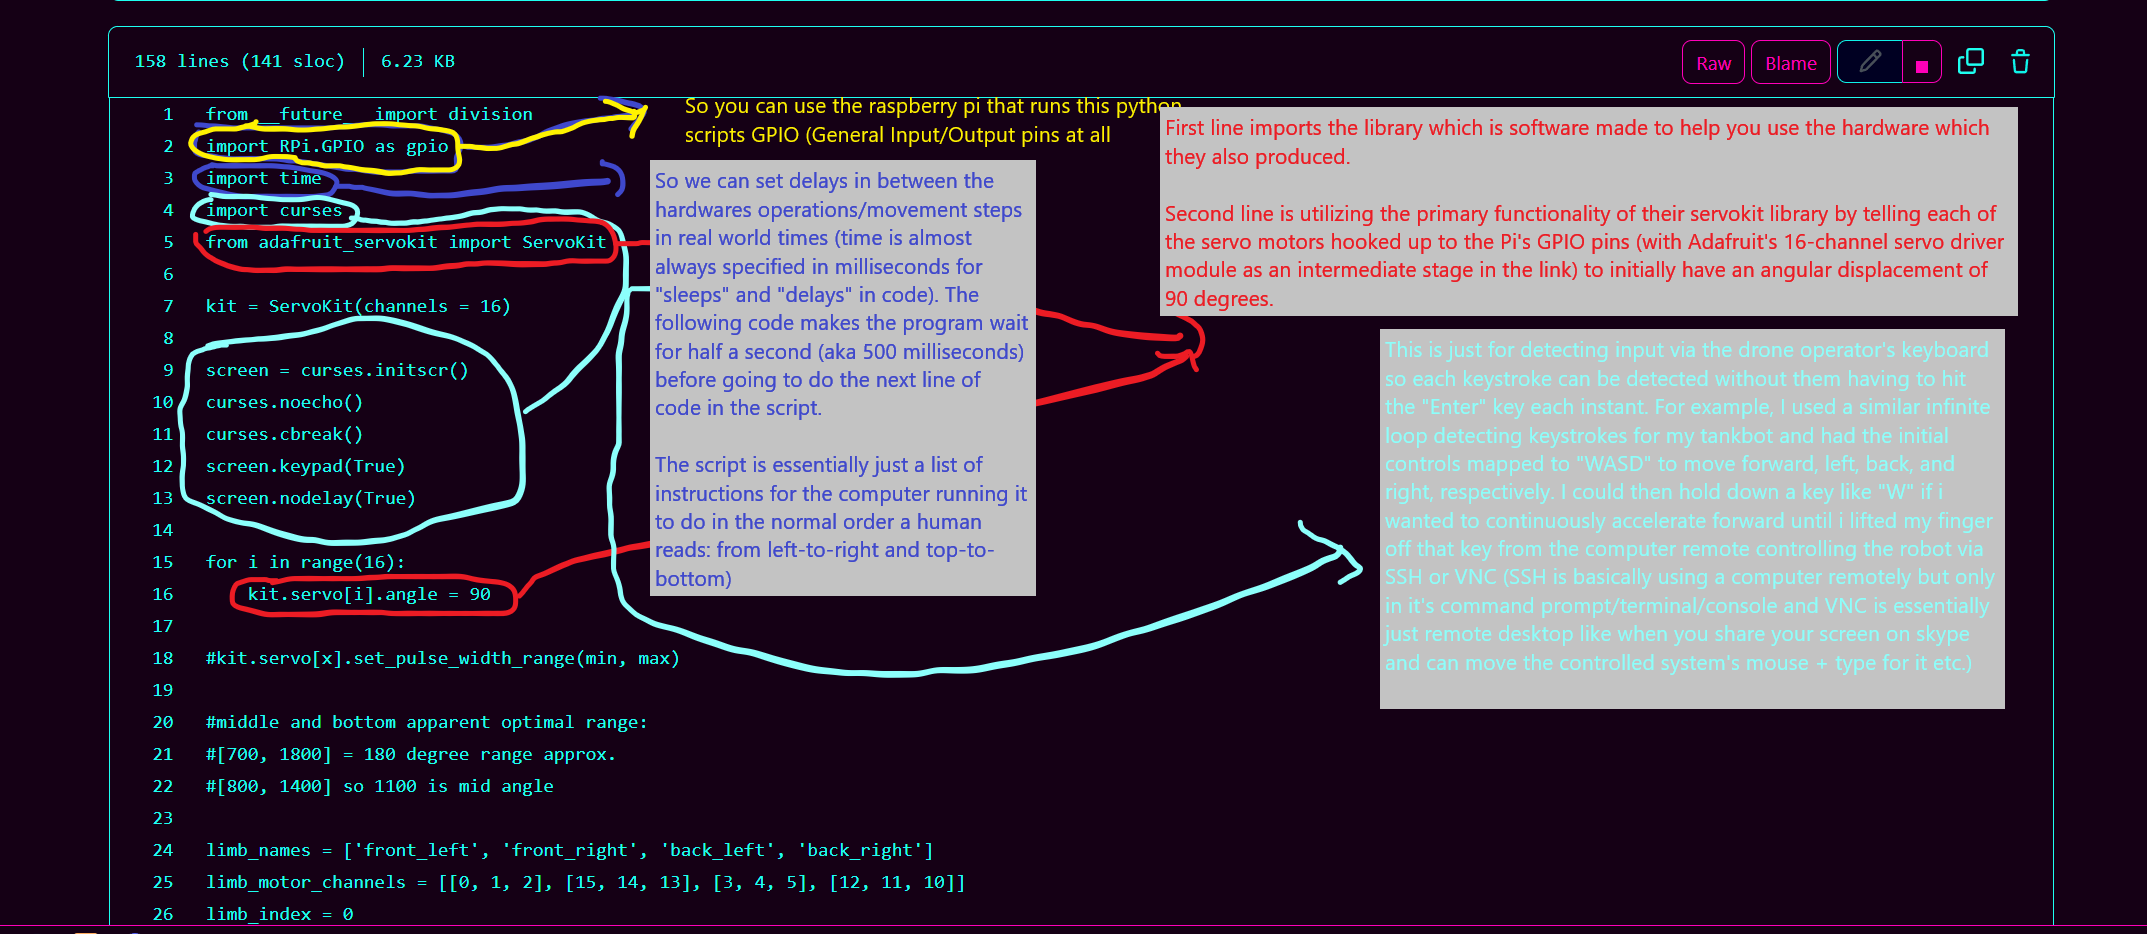 158 lines (141 sloc) 6.23 KB
Raw Blame
1 from __future__ import division
2 import RPi.GPIO as gpio
3 import time
4 import curses
5 from adafruit_servokit import ServoKit
6
7 kit = ServoKit(channels = 16)
8
9 screen = curses.initscr()
10 curses.noecho()
11 curses.cbreak()
12 screen.keypad(True)
13 screen.nodelay(True)
14
15 for i in range(16):
16 kit.servo[i].angle = 90
17
18 #kit.servo[x].set_pulse_width_range(min, max)
19
20 #middle and bottom apparent optimal range:
21 #[700, 1800] = 180 degree range approx.
22 #[800, 1400] so 1100 is mid angle
23
24 limb_names = ['front_left', 'front_right', 'back_left', 'back_right']
25 limb_motor_channels = [[0, 1, 2], [15, 14, 13], [3, 4, 5], [12, 11, 10]]
26 limb_index = 0
So you can use the raspberry pi that runs this python
scripts GPIO (General Input/Output pins at all
So we can set delays in between the
hardwares operations/movement steps
in real world times (time is almost
always specified in milliseconds for
"sleeps" and "delays" in code). The
following code makes the program wait
for half a second (aka 500 milliseconds)
before going to do the next line of
code in the script.
The script is essentially just a list of
instructions for the computer running it
to do in the normal order a human
reads: from left-to-right and top-to-
bottom)
First line imports the library which is software made to help you use the hardware which
they also produced.
Second line is utilizing the primary functionality of their servokit library by telling each of
the servo motors hooked up to the Pi's GPIO pins (with Adafruit's 16-channel servo driver
module as an intermediate stage in the link) to initially have an angular displacement of
90 degrees.
This is just for detecting input via the drone operator's keyboard
so each keystroke can be detected without them having to hit
the "Enter" key each instant. For example, I used a similar infinite
loop detecting keystrokes for my tankbot and had the initial
controls mapped to "WASD" to move forward, left, back, and
right, respectively. I could then hold down a key like "W" if i
wanted to continuously accelerate forward until i lifted my finger
off that key from the computer remote controlling the robot via
SSH or VNC (SSH is basically using a computer remotely but only
in it's command prompt/terminal/console and VNC is essentially
just remote desktop like when you share your screen on skype
and can move the controlled system's mouse + type for it etc.)